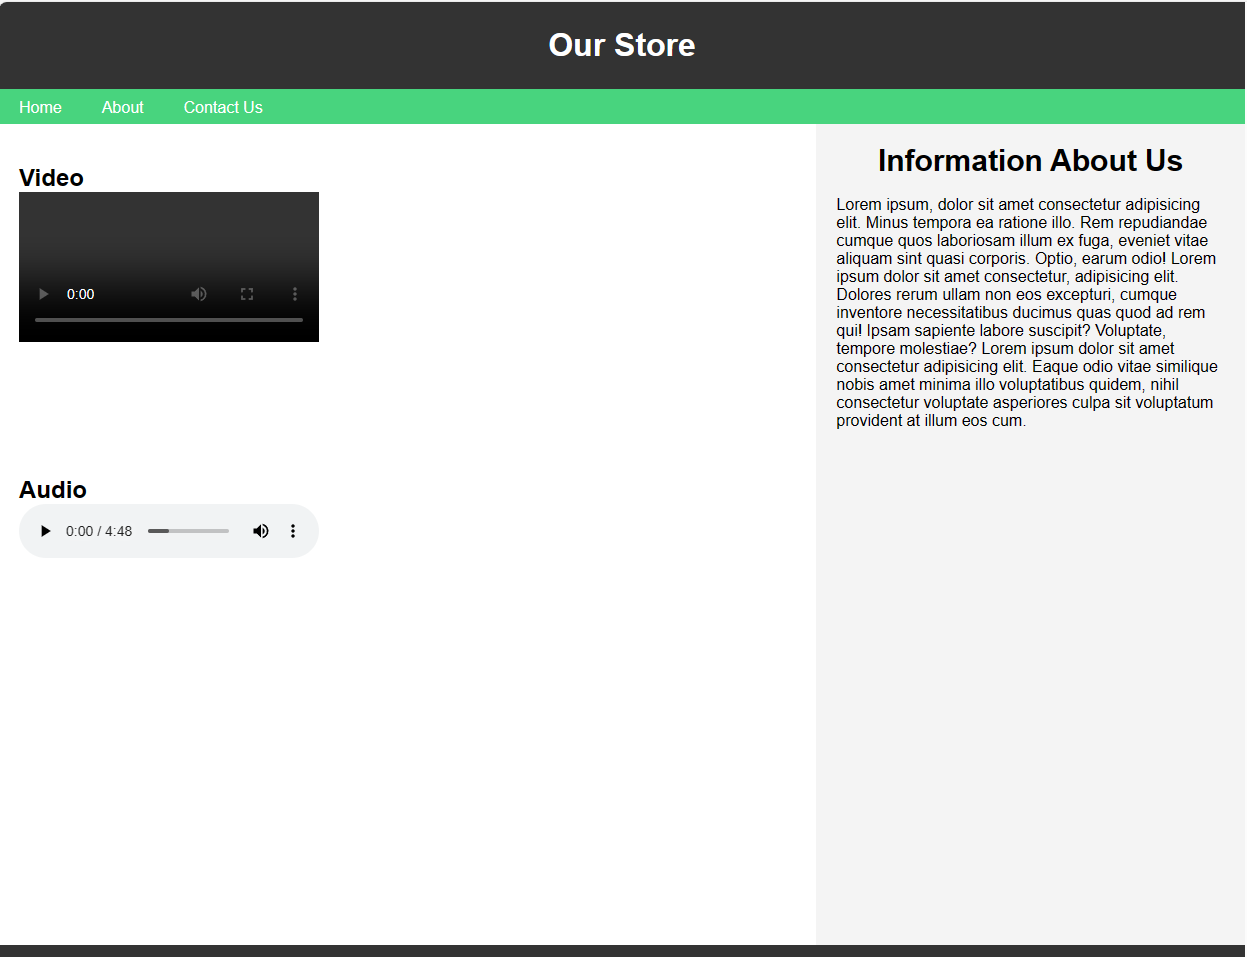 Our Store
Home About Contact Us
Video
0:00
Audio
0:00 / 4:48
Information About Us
Lorem ipsum, dolor sit amet consectetur adipisicing
elit. Minus tempora ea ratione illo. Rem repudiandae
cumque quos laboriosam illum ex fuga, eveniet vitae
aliquam sint quasi corporis. Optio, earum odio! Lorem
ipsum dolor sit amet consectetur, adipisicing elit.
Dolores rerum ullam non eos excepturi, cumque
inventore necessitatibus ducimus quas quod ad rem
qui! Ipsam sapiente labore suscipit? Voluptate,
tempore molestiae? Lorem ipsum dolor sit amet
consectetur adipisicing elit. Eaque odio vitae similique
nobis amet minima illo voluptatibus quidem, nihil
consectetur voluptate asperiores culpa sit voluptatum
provident at illum eos cum.